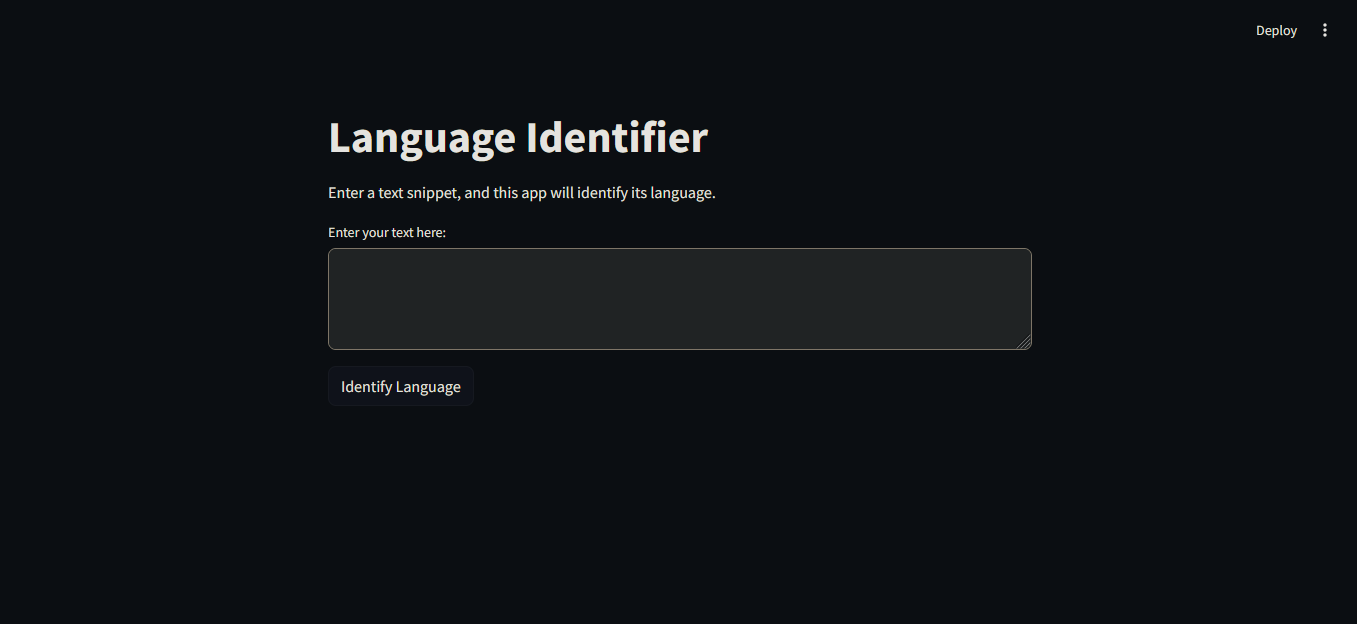 Deploy
Language Identifier
Enter a text snippet, and this app will identify its language.
Enter your text here:
Identify Language